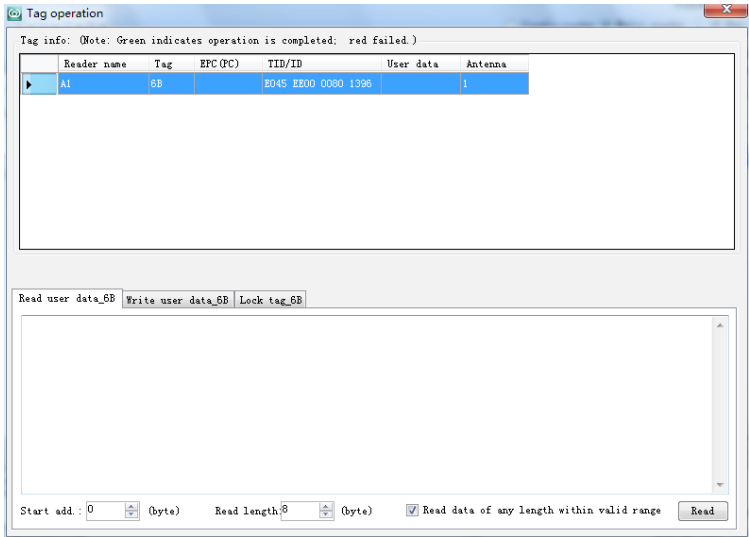 Tag operation
Tag info: (Note: Green indicates operation is completed; red failed.)
Reader name Tag EPC(PC) TID/ID User data Antenna
A1 6B E045 EE00 0080 1396 1
Read user data_6B Write user data_6B Lock tag_6B
Start add.: 0 (byte) Read length: 8 (byte) Read data of any length within valid range Read